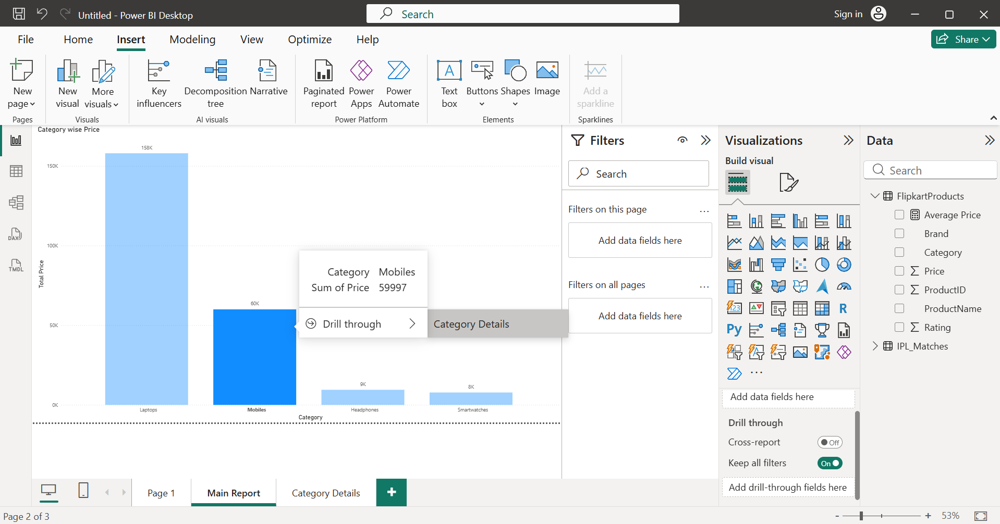 Untitled - Power BI Desktop
Search
Sign in
File Home Insert Modeling View Optimize Help
Share
New page
New visual
More visuals
Key influencers
Decomposition tree
Narrative
Paginated report
Power Apps
Power Automate
Text box
Buttons
Shapes
Image
Add a sparkline
Pages
Visuals
AI visuals
Power Platform
Elements
Sparklines
DAX
TMDL
Category wise Price
158K
150K
100K
60K
50K
9K
8K
0K
Total Price
Laptops
Mobiles
Headphones
Smartwatches
Category
Category Mobiles
Sum of Price 59997
Drill through
Category Details
Filters
Search
Filters on this page ...
Add data fields here
Filters on all pages ...
Add data fields here
Visualizations
Build visual
123
R
Py
...
Add data fields here
Drill through
Cross-report Off
Keep all filters On
Add drill-through fields here
Data
Search
FlipkartProducts
Average Price
Brand
Category
Σ Price
Σ ProductID
ProductName
Σ Rating
IPL_Matches
Page 1
Main Report
Category Details
+
Page 2 of 3
- + 53%